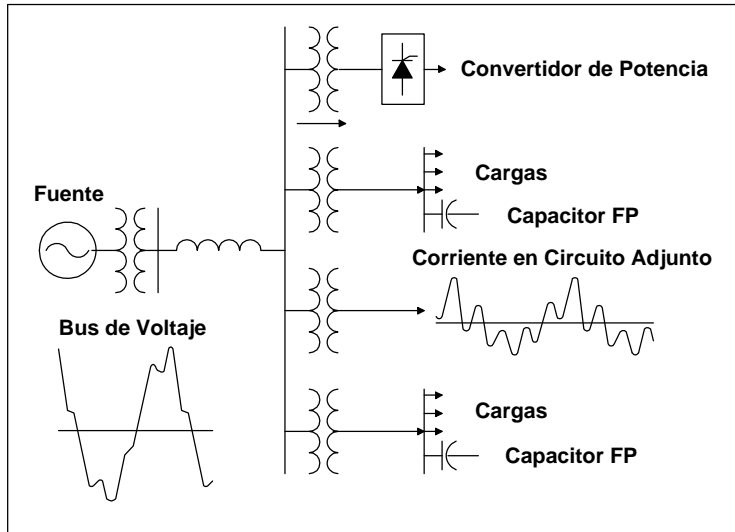 Convertidor de Potencia
Cargas
Fuente
Capacitor FP
Corriente en Circuito Adjunto
Bus de Voltaje
Cargas
Capacitor FP